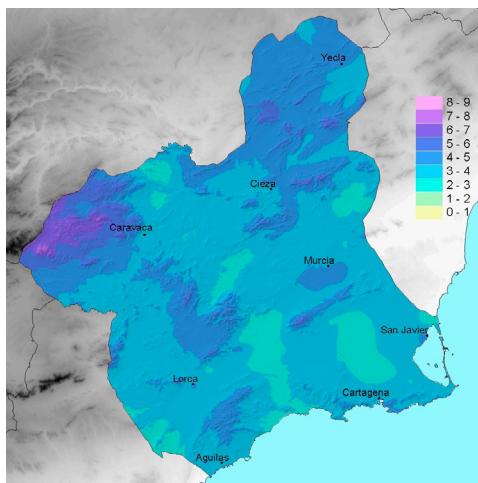 Yecla
8 - 9
7 - 8
6 - 7
5 - 6
4 - 5
3 - 4
2 - 3
1 - 2
0 - 1
Cieza
Caravaca
Murcia
San Javier
Lorca
Cartagena
Aguilas